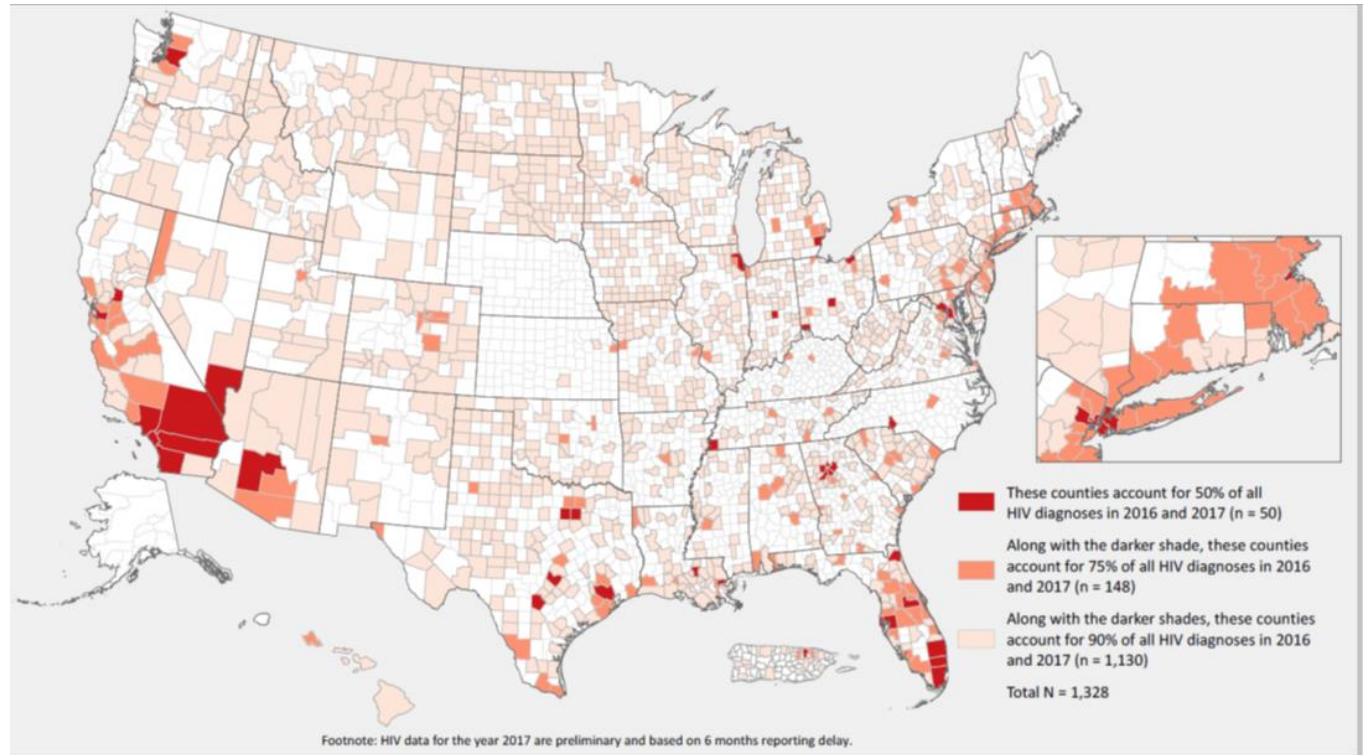 These counties account for 50% of all
HIV diagnoses in 2016 and 2017 (n = 50)
Along with the darker shade, these counties
account for 75% of all HIV diagnoses in 2016
and 2017 (n = 148)
Along with the darker shades, these counties
account for 90% of all HIV diagnoses in 2016
and 2017 (n = 1,130)
Total N = 1,328
Footnote: HIV data for the year 2017 are preliminary and based on 6 months reporting delay.